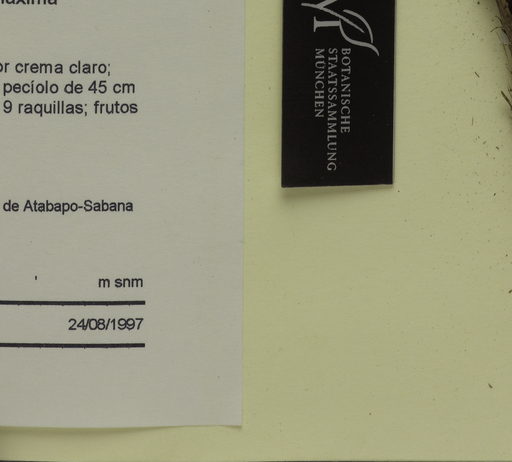 or crema claro;
pecíolo de 45 cm
9 raquillas; frutos
de Atabapo-Sabana
m snm
24/08/1997
BOTANISCHE
STAATSSAMMLUNG
MÜNCHEN